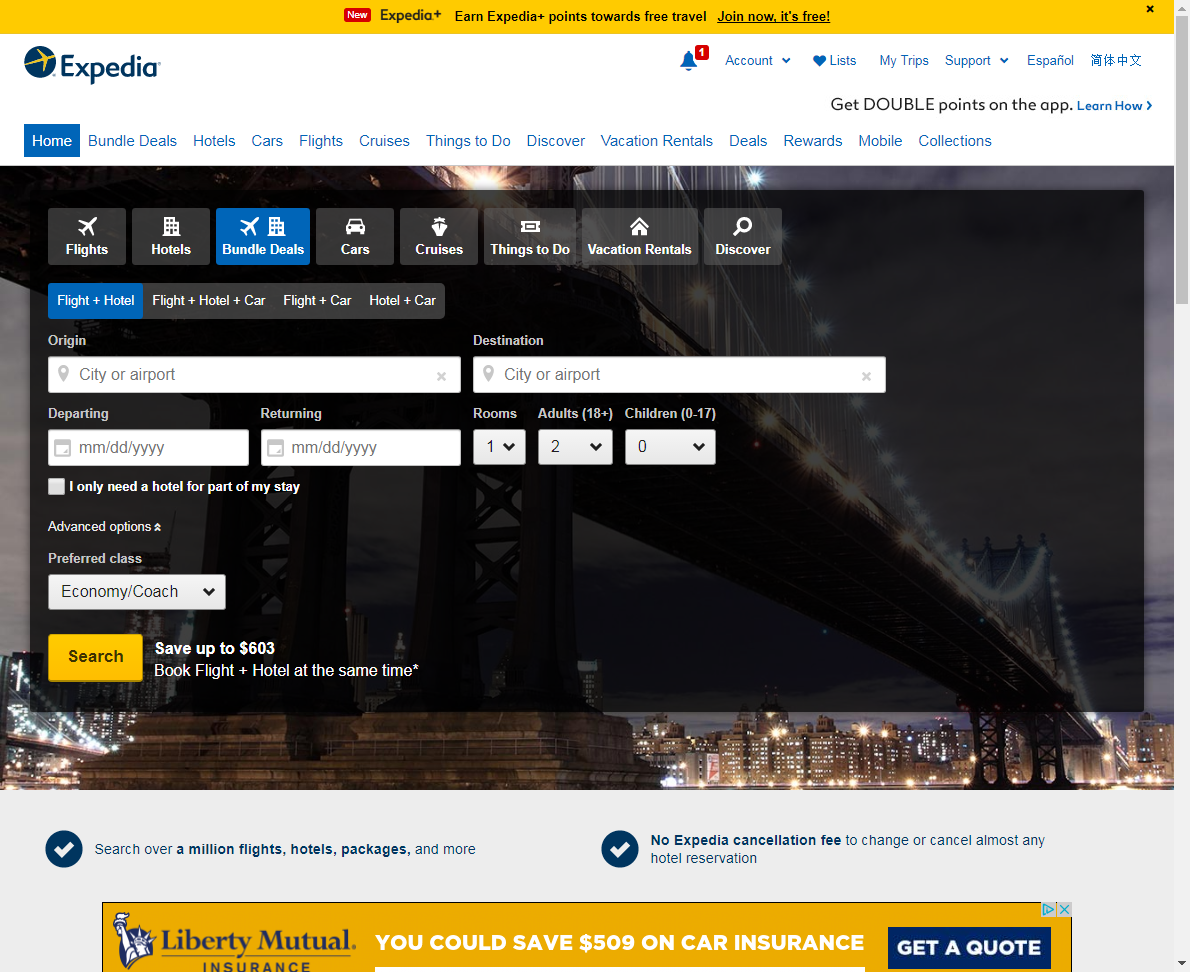 New Expedia+ Earn Expedia+ points towards free travel Join now, it's free!
Expedia
1 Account Lists My Trips Support Español 简体中文
Get DOUBLE points on the app. Learn How
Home Bundle Deals Hotels Cars Flights Cruises Things to Do Discover Vacation Rentals Deals Rewards Mobile Collections
Flights Hotels Bundle Deals Cars Cruises Things to Do Vacation Rentals Discover
Flight + Hotel Flight + Hotel + Car Flight + Car Hotel + Car
Origin Destination
City or airport City or airport
Departing Returning Rooms Adults (18+) Children (0-17)
mm/dd/yyyy mm/dd/yyyy 1 2 0
I only need a hotel for part of my stay
Advanced options
Preferred class
Economy/Coach
Search
Save up to $603
Book Flight + Hotel at the same time*
Search over a million flights, hotels, packages, and more
No Expedia cancellation fee to change or cancel almost any
hotel reservation
Liberty Mutual.
INSURANCE
YOU COULD SAVE $509 ON CAR INSURANCE
GET A QUOTE